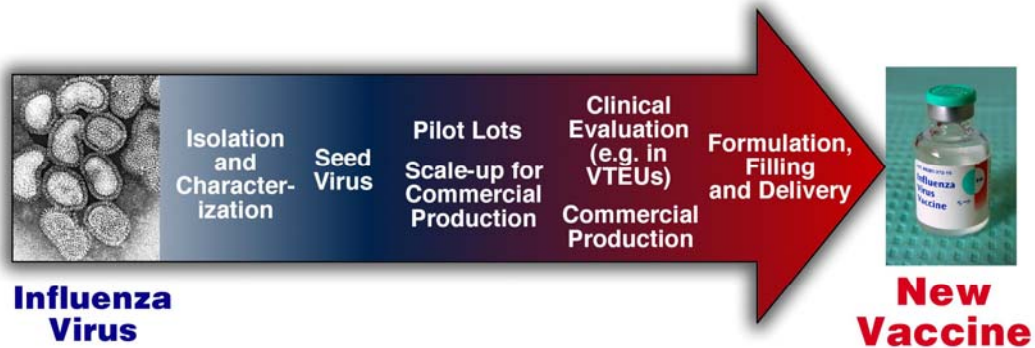 Isolation
and
Character-
ization
Seed
Virus
Pilot Lots
Scale-up for
Commercial
Production
Clinical
Evaluation
(e.g. in
VTEUs)
Commercial
Production
Formulation,
Filling
and Delivery
Influenza
Virus
Vaccine
Influenza
Virus
New
Vaccine